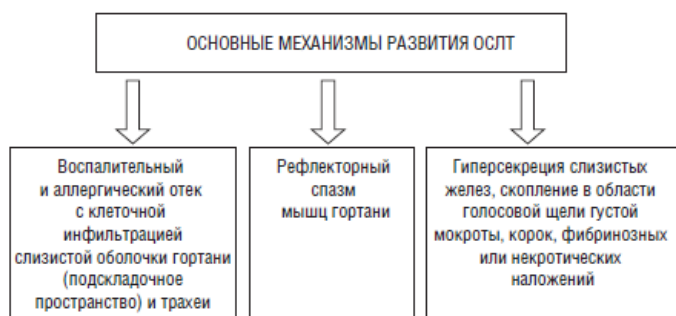 ОСНОВНЫЕ МЕХАНИЗМЫ РАЗВИТИЯ ОСЛТ
Воспалительный
и аллергический отек
с клеточной
инфильтрацией
слизистой оболочки гортани
(подскладочное
пространство) и трахеи
Рефлекторный
спазм
мышц гортани
Гиперсекреция слизистых
желез, скопление в области
голосовой щели густой
мокроты, корок, фибринозных
или некротических
наложений